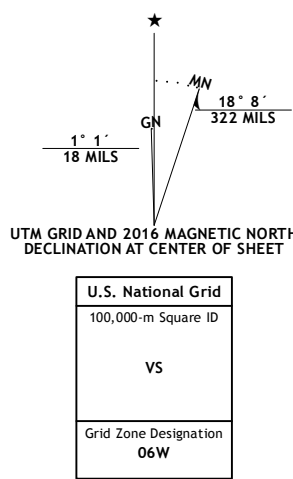 ★
MN
GN
18° 8´
322 MILS
1° 1´
18 MILS
UTM GRID AND 2016 MAGNETIC NORTH
DECLINATION AT CENTER OF SHEET
U.S. National Grid
100,000-m Square ID
VS
Grid Zone Designation
06W